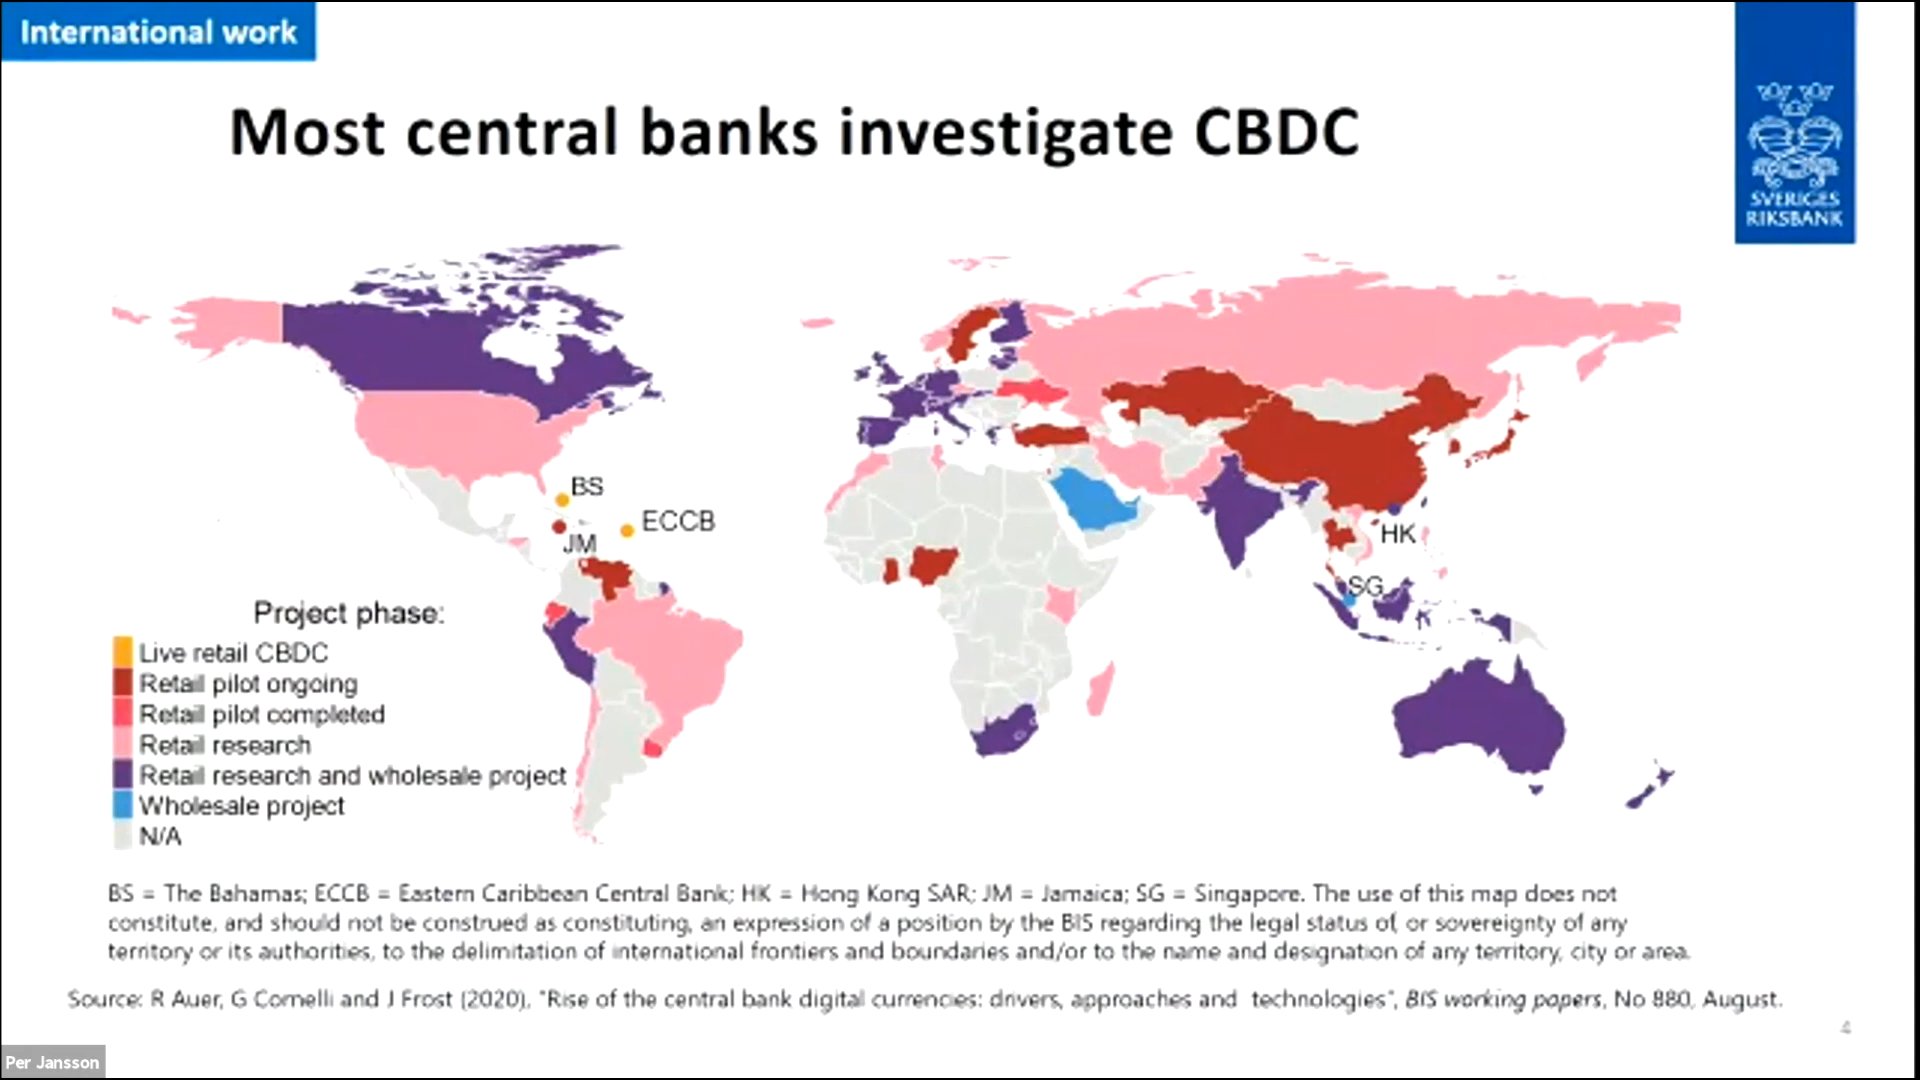 International work
Most central banks investigate CBDC
SVERIGES
RIKSBANK
BS
ECCB
JM
HK
SG
Project phase:
Live retail CBDC
Retail pilot ongoing
Retail pilot completed
Retail research
Retail research and wholesale project
Wholesale project
N/A
BS = The Bahamas; ECCB = Eastern Caribbean Central Bank; HK = Hong Kong SAR; JM = Jamaica; SG = Singapore. The use of this map does not
constitute, and should not be construed as constituting, an expression of a position by the BIS regarding the legal status of, or sovereignty of any
territory or its authorities, to the delimitation of international frontiers and boundaries and/or to the name and designation of any territory, city or area.
Source: R Auer, G Cornelli and J Frost (2020), "Rise of the central bank digital currencies: drivers, approaches and technologies", BIS working papers, No 880, August.
4
Per Jansson